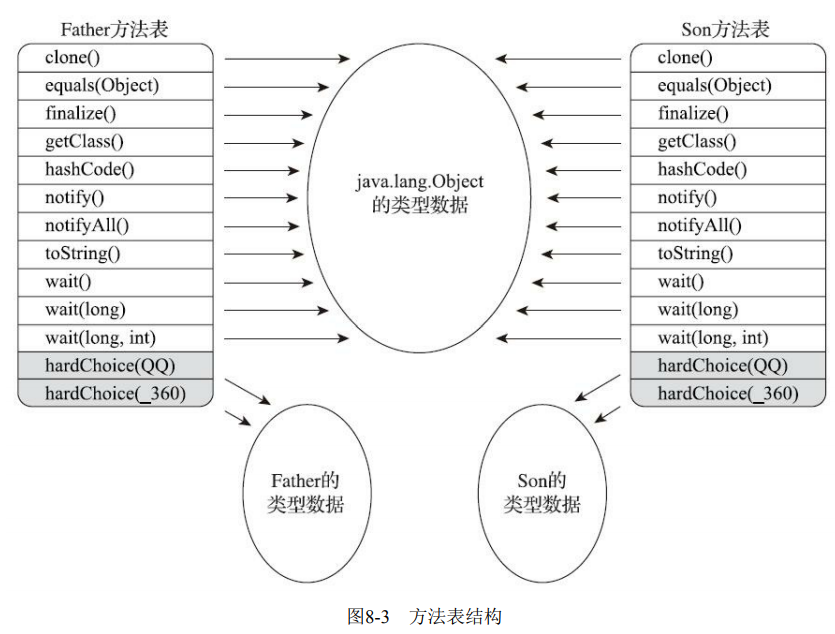 Father方法表
clone()
equals(Object)
finalize()
getClass()
hashCode()
notify()
notifyAll()
toString()
wait()
wait(long)
wait(long, int)
hardChoice(QQ)
hardChoice(_360)
java.lang.Object
的类型数据
Son方法表
clone()
equals(Object)
finalize()
getClass()
hashCode()
notify()
notifyAll()
toString()
wait()
wait(long)
wait(long, int)
hardChoice(QQ)
hardChoice(_360)
Father的
类型数据
Son的
类型数据
图8-3 方法表结构